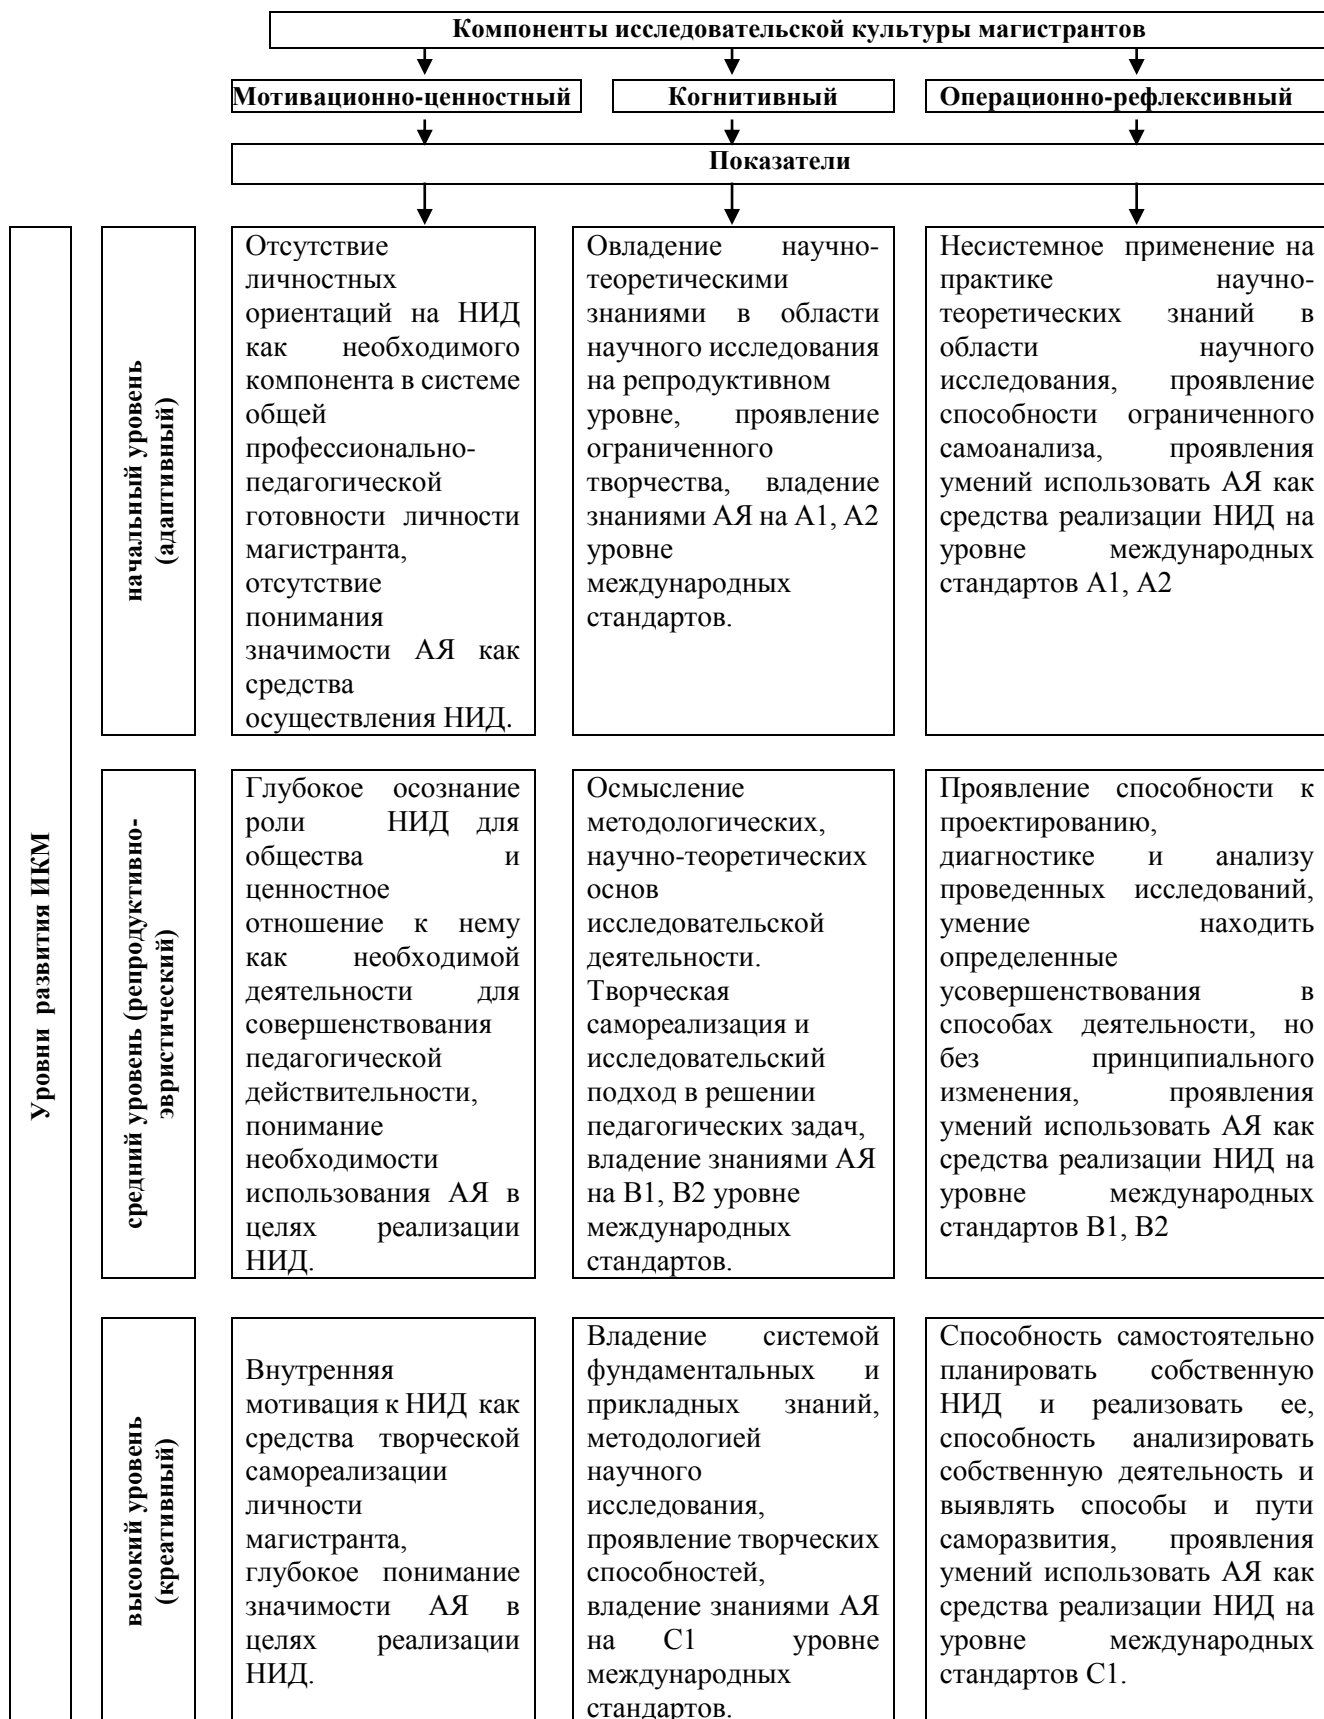 Компоненты исследовательской культуры магистрантов
Мотивационно-ценностный
Когнитивный
Операционно-рефлексивный
Показатели
Уровни развития ИКМ
начальный уровень
(адаптивный)
Отсутствие
личностных
ориентаций на НИД
как необходимого
компонента в системе
общей
профессионально-
педагогической
готовности личности
магистранта,
отсутствие
понимания
значимости АЯ как
средства
осуществления НИД.
Овладение научно-
теоретическими
знаниями в области
научного исследования
на репродуктивном
уровне, проявление
ограниченного
творчества, владение
знаниями АЯ на А1, А2
уровне
международных
стандартов.
Несистемное применение на
практике научно-
теоретических знаний в
области научного
исследования, проявление
способности ограниченного
самоанализа, проявления
умений использовать АЯ как
средства реализации НИД на
уровне международных
стандартов А1, А2
средний уровень (репродуктивно-
эвристический)
Глубокое осознание
роли НИД для
общества и
ценностное
отношение к нему
как необходимой
деятельности для
совершенствования
педагогической
действительности,
понимание
необходимости
использования АЯ в
целях реализации
НИД.
Осмысление
методологических,
научно-теоретических
основ
исследовательской
деятельности.
Творческая
самореализация и
исследовательский
подход в решении
педагогических задач,
владение знаниями АЯ
на В1, В2 уровне
международных
стандартов.
Проявление способности к
проектированию,
диагностике и анализу
проведенных исследований,
умение находить
определенные
усовершенствования в
способах деятельности, но
без принципиального
изменения, проявления
умений использовать АЯ как
средства реализации НИД на
уровне международных
стандартов В1, В2
высокий уровень
(креативный)
Внутренняя
мотивация к НИД как
средства творческой
самореализации
личности
магистранта,
глубокое понимание
значимости АЯ в
целях реализации
НИД.
Владение системой
фундаментальных и
прикладных знаний,
методологией
научного
исследования,
проявление творческих
способностей,
владение знаниями АЯ
на С1 уровне
международных
стандартов.
Способность самостоятельно
планировать собственную
НИД и реализовать ее,
способность анализировать
собственную деятельность и
выявлять способы и пути
саморазвития, проявления
умений использовать АЯ как
средства реализации НИД на
уровне международных
стандартов С1.